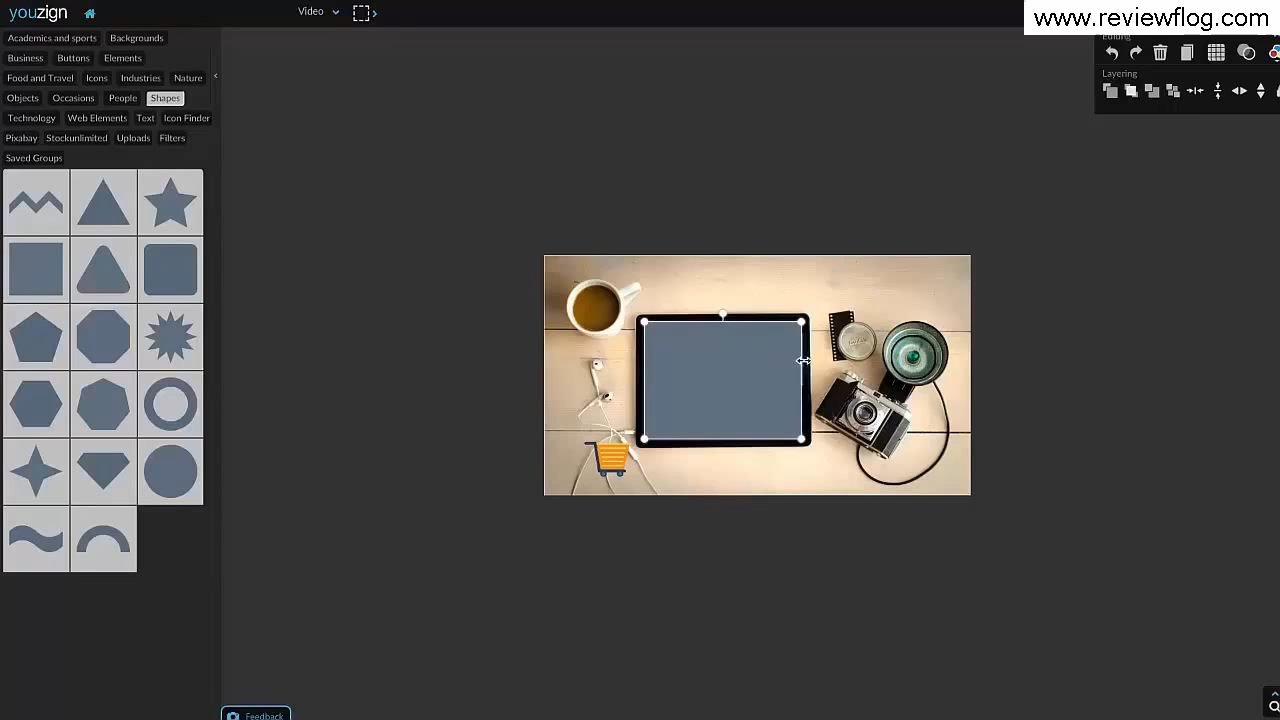 youzign
Video
www.reviewflog.com
Academics and sports
Backgrounds
Business
Buttons
Elements
Food and Travel
Icons
Industries
Nature
Objects
Occasions
People
Shapes
Technology
Web Elements
Text
Icon Finder
Pixabay
Stockunlimited
Uploads
Filters
Saved Groups
Editing
Layering
Feedback